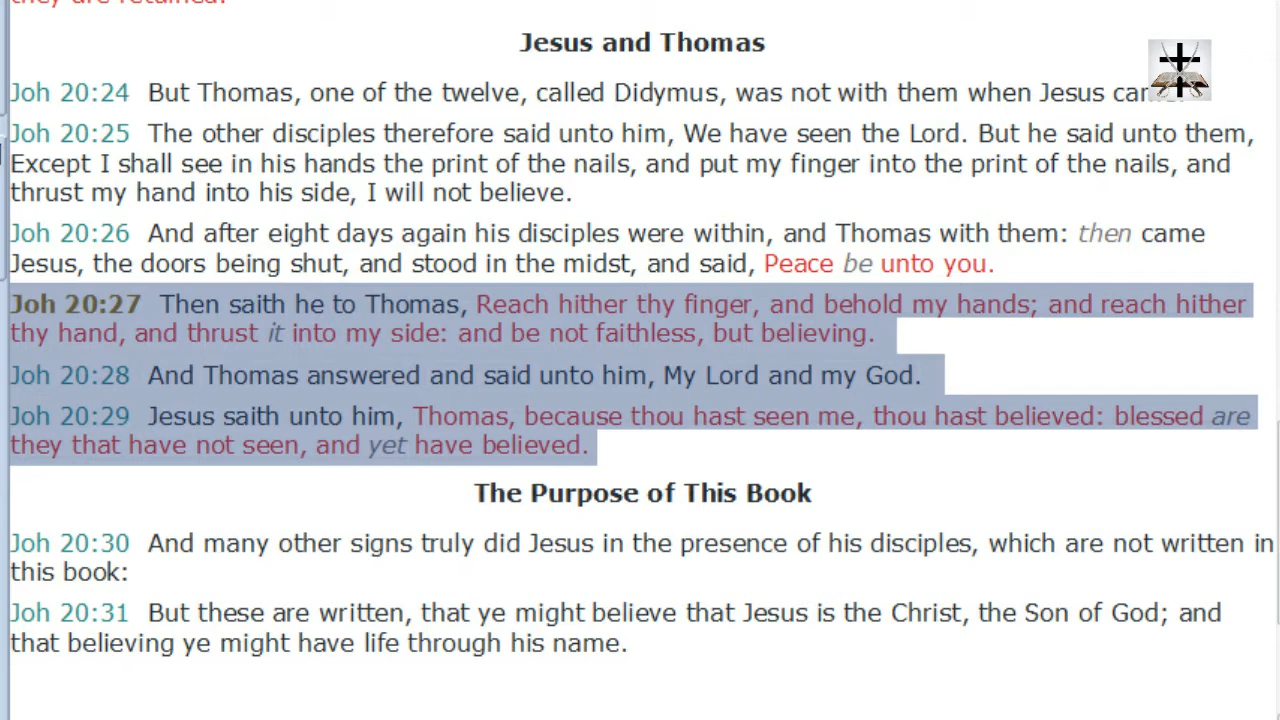 they are retained.
Jesus and Thomas
Joh 20:24 But Thomas, one of the twelve, called Didymus, was not with them when Jesus came.
Joh 20:25 The other disciples therefore said unto him, We have seen the Lord. But he said unto them,
Except I shall see in his hands the print of the nails, and put my finger into the print of the nails, and
thrust my hand into his side, I will not believe.
Joh 20:26 And after eight days again his disciples were within, and Thomas with them: then came
Jesus, the doors being shut, and stood in the midst, and said, Peace be unto you.
Joh 20:27 Then saith he to Thomas, Reach hither thy finger, and behold my hands; and reach hither
thy hand, and thrust it into my side: and be not faithless, but believing.
Joh 20:28 And Thomas answered and said unto him, My Lord and my God.
Joh 20:29 Jesus saith unto him, Thomas, because thou hast seen me, thou hast believed: blessed are
they that have not seen, and yet have believed.
The Purpose of This Book
Joh 20:30 And many other signs truly did Jesus in the presence of his disciples, which are not written in
this book:
Joh 20:31 But these are written, that ye might believe that Jesus is the Christ, the Son of God; and
that believing ye might have life through his name.